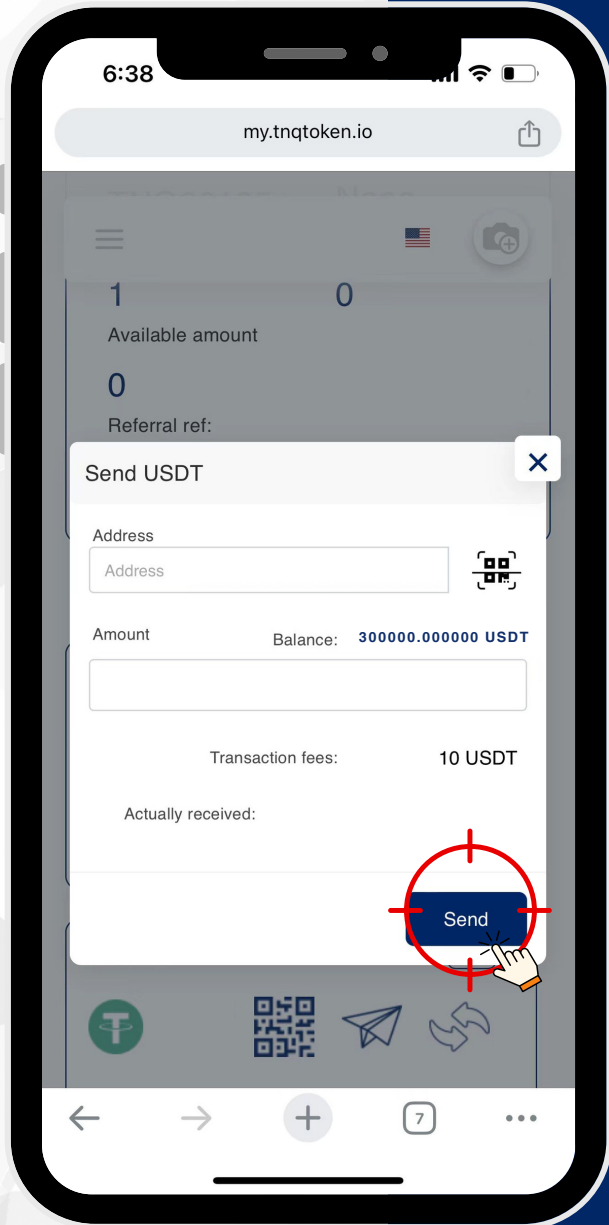 6:38
my.tnqtoken.io
1 0
Available amount
0
Referral ref:
Send USDT
Address
Address
Amount Balance: 300000.000000 USDT
Transaction fees: 10 USDT
Actually received:
Send
7